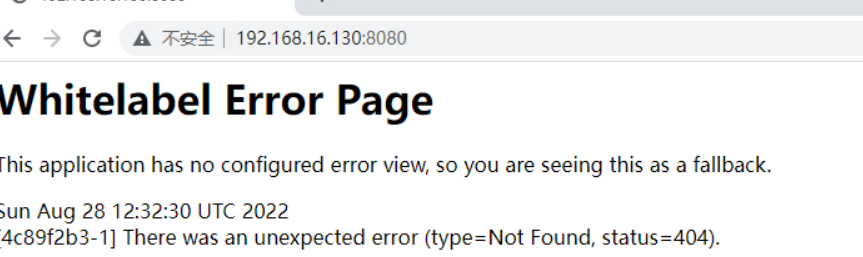 不安全 192.168.16.130:8080
Whitelabel Error Page
This application has no configured error view, so you are seeing this as a fallback.
Sun Aug 28 12:32:30 UTC 2022
[4c89f2b3-1] There was an unexpected error (type=Not Found, status=404).